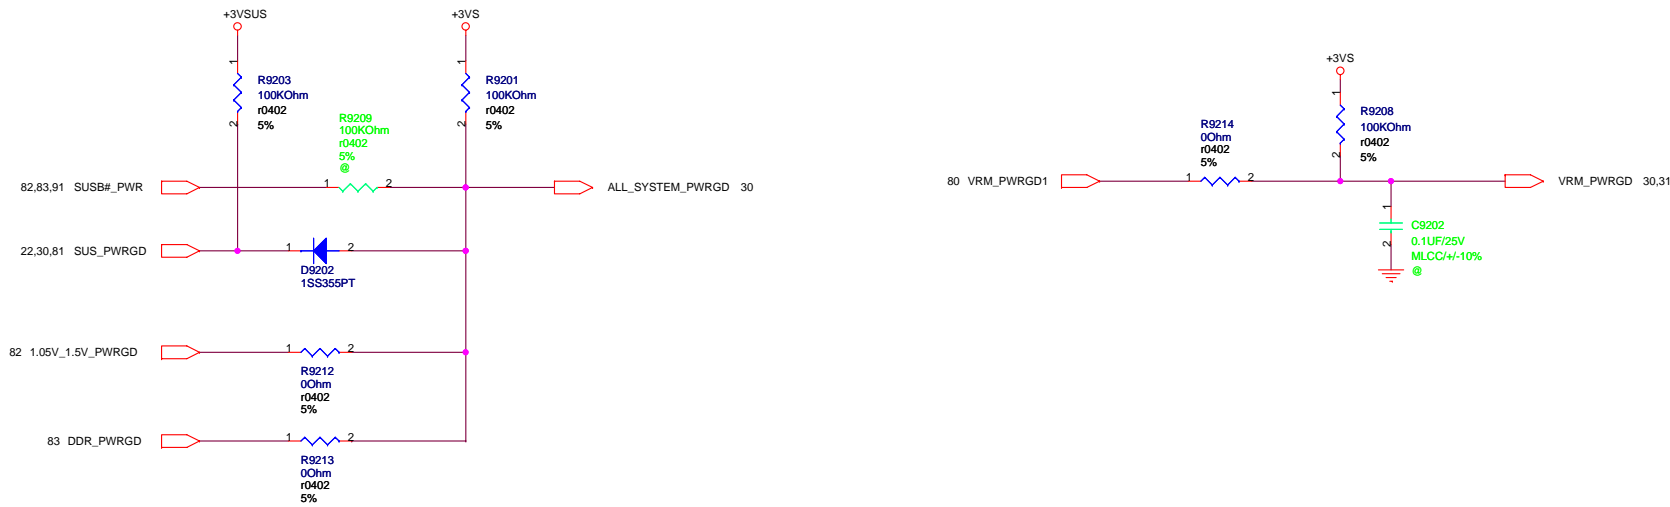 +3VSUS
+3VS
1
R9203
100KOhm
r0402
5%
2
1
R9201
100KOhm
r0402
5%
2
R9209
100KOhm
r0402
5%
@
82,83,91 SUSB#_PWR
1
2
ALL_SYSTEM_PWRGD 30
22,30,81 SUS_PWRGD
1
2
D9202
1SS355PT
82 1.05V_1.5V_PWRGD
1
2
R9212
0Ohm
r0402
5%
83 DDR_PWRGD
1
2
R9213
0Ohm
r0402
5%
+3VS
1
R9208
100KOhm
r0402
5%
2
R9214
0Ohm
r0402
5%
80 VRM_PWRGD1
1
2
VRM_PWRGD 30,31
1
C9202
0.1UF/25V
MLCC/+/-10%
@
2